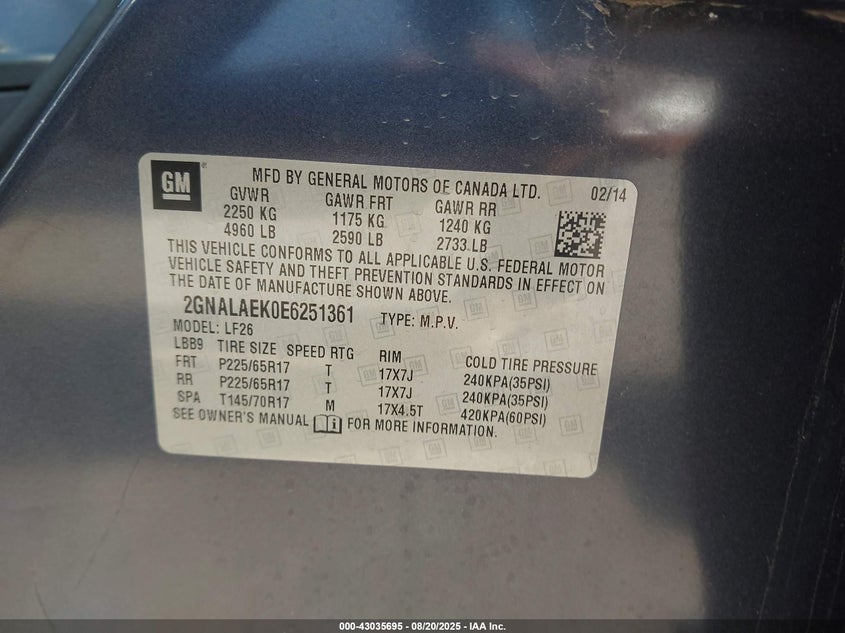 GM
MFD BY GENERAL MOTORS OF CANADA LTD. 02/14
GVWR GAWR FRT GAWR RR
2250 KG 1175 KG 1240 KG
4960 LB 2590 LB 2733 LB
THIS VEHICLE CONFORMS TO ALL APPLICABLE U.S. FEDERAL MOTOR
VEHICLE SAFETY AND THEFT PREVENTION STANDARDS IN EFFECT ON
THE DATE OF MANUFACTURE SHOWN ABOVE.
2GNALAEK0E6251361 TYPE: M.P.V.
MODEL: LF26
LBB9 TIRE SIZE SPEED RTG RIM COLD TIRE PRESSURE
FRT P225/65R17 T 17X7J 240KPA(35PSI)
RR P225/65R17 T 17X7J 240KPA(35PSI)
SPA T145/70R17 M 17X4.5T 420KPA(60PSI)
SEE OWNER'S MANUAL FOR MORE INFORMATION.
000-43035695 - 08/20/2025 - IAA Inc.